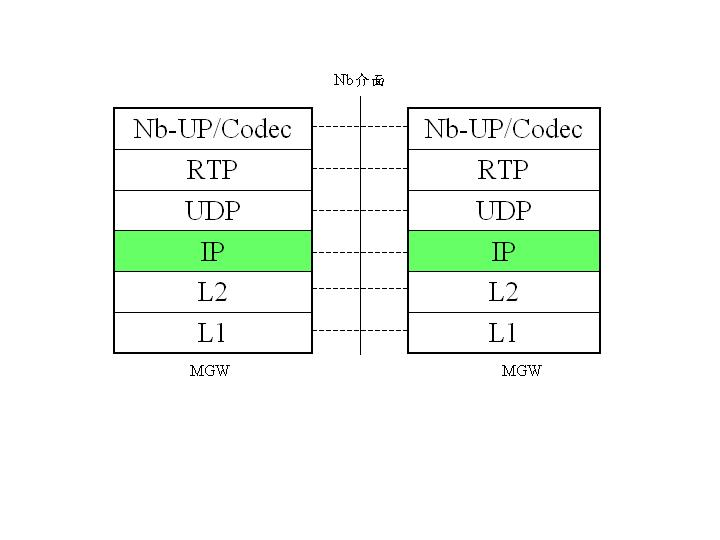 Nb介面
Nb-UP/Codec
RTP
UDP
IP
L2
L1
MGW
Nb-UP/Codec
RTP
UDP
IP
L2
L1
MGW